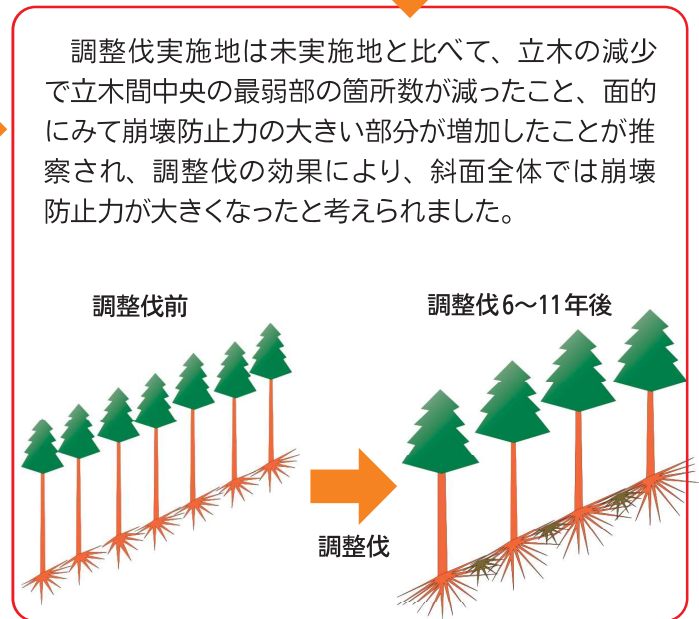 調整伐実施地は未実施地と比べて、立木の減少
で立木間中央の最弱部の箇所数が減ったこと、面的
にみて崩壊防止力の大きい部分が増加したことが推
察され、調整伐の効果により、斜面全体では崩壊
防止力が大きくなったと考えられました。
調整伐前
調整伐6〜11年後
調整伐